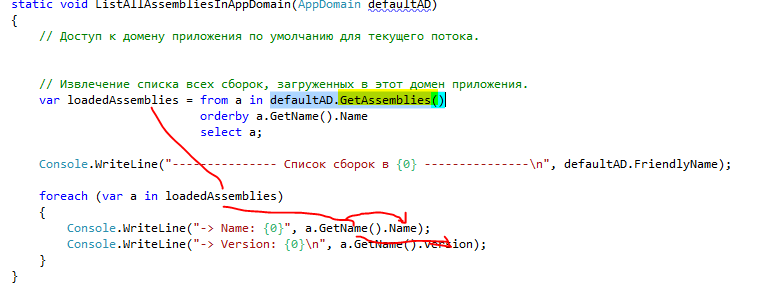 static void ListAllAssembliesInAppDomain(AppDomain defaultAD)
{
// Доступ к домену приложения по умолчанию для текущего потока.
// Извлечение списка всех сборок, загруженных в этот домен приложения.
var loadedAssemblies = from a in defaultAD.GetAssemblies()
orderby a.GetName().Name
select a;
Console.WriteLine("--------------- Список сборок в {0} ---------------\n", defaultAD.FriendlyName);
foreach (var a in loadedAssemblies)
{
Console.WriteLine("-> Name: {0}", a.GetName().Name);
Console.WriteLine("-> Version: {0}\n", a.GetName().Version);
}
}